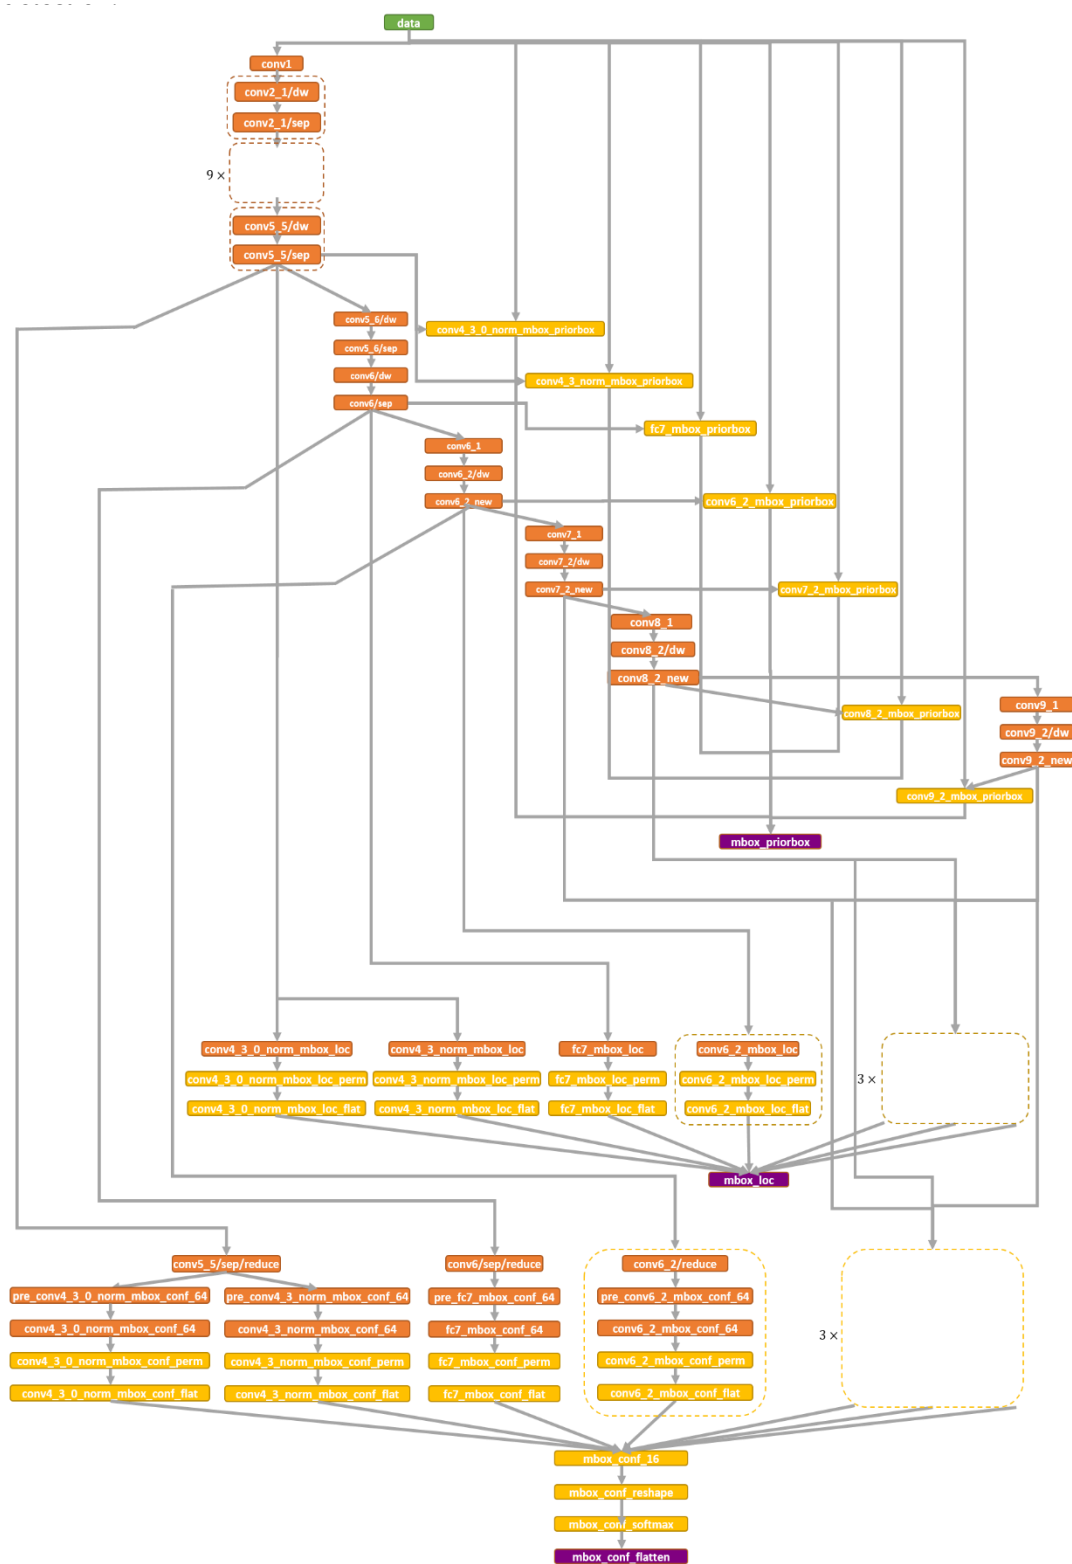 data
conv1
conv2_1/dw
conv2_1/sep
9 ×
conv5_5/dw
conv5_5/sep
conv5_6/dw
conv4_3_0_norm_mbox_priorbox
conv5_6/sep
conv6/dw
conv4_3_norm_mbox_priorbox
conv6/sep
fc7_mbox_priorbox
conv6_1
conv6_2/dw
conv6_2_new
conv6_2_mbox_priorbox
conv7_1
conv7_2/dw
conv7_2_new
conv7_2_mbox_priorbox
conv8_1
conv8_2/dw
conv8_2_new
conv9_1
conv8_2_mbox_priorbox
conv9_2/dw
conv9_2_new
conv9_2_mbox_priorbox
mbox_priorbox
conv4_3_0_norm_mbox_loc
conv4_3_norm_mbox_loc
fc7_mbox_loc
conv6_2_mbox_loc
conv4_3_0_norm_mbox_loc_perm
conv4_3_norm_mbox_loc_perm
fc7_mbox_loc_perm
conv6_2_mbox_loc_perm
3 ×
conv4_3_0_norm_mbox_loc_flat
conv4_3_norm_mbox_loc_flat
fc7_mbox_loc_flat
conv6_2_mbox_loc_flat
mbox_loc
conv5_5/sep/reduce
conv6/sep/reduce
conv6_2/reduce
pre_conv4_3_0_norm_mbox_conf_64
pre_conv4_3_norm_mbox_conf_64
pre_fc7_mbox_conf_64
pre_conv6_2_mbox_conf_64
conv4_3_0_norm_mbox_conf_64
conv4_3_norm_mbox_conf_64
fc7_mbox_conf_64
conv6_2_mbox_conf_64
3 ×
conv4_3_0_norm_mbox_conf_perm
conv4_3_norm_mbox_conf_perm
fc7_mbox_conf_perm
conv6_2_mbox_conf_perm
conv4_3_0_norm_mbox_conf_flat
conv4_3_norm_mbox_conf_flat
fc7_mbox_conf_flat
conv6_2_mbox_conf_flat
mbox_conf_16
mbox_conf_reshape
mbox_conf_softmax
mbox_conf_flatten